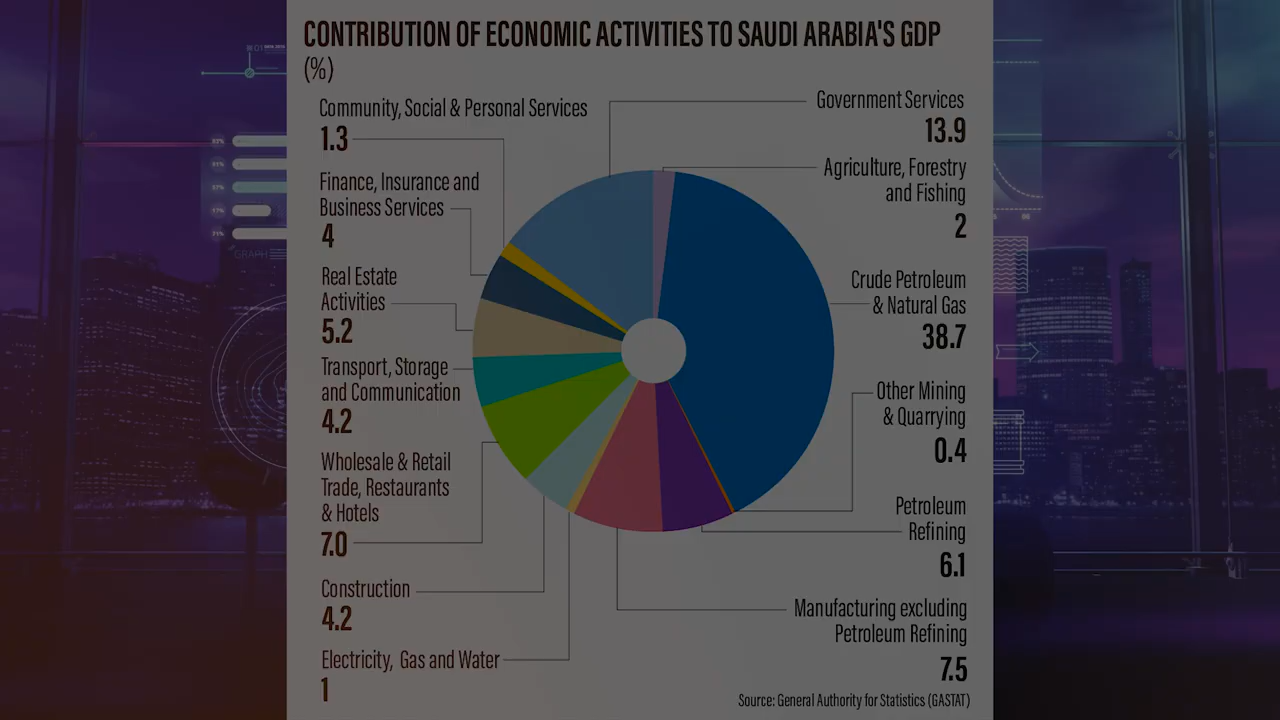 CONTRIBUTION OF ECONOMIC ACTIVITIES TO SAUDI ARABIA'S GDP
(%)
Community, Social & Personal Services
1.3
Finance, Insurance and
Business Services
4
Real Estate
Activities
5.2
Transport, Storage
and Communication
4.2
Wholesale & Retail
Trade, Restaurants
& Hotels
7.0
Construction
4.2
Electricity, Gas and Water
1
Government Services
13.9
Agriculture, Forestry
and Fishing
2
Crude Petroleum
& Natural Gas
38.7
Other Mining
& Quarrying
0.4
Petroleum
Refining
6.1
Manufacturing excluding
Petroleum Refining
7.5
Source: General Authority for Statistics (GASTAT)
GRAPH